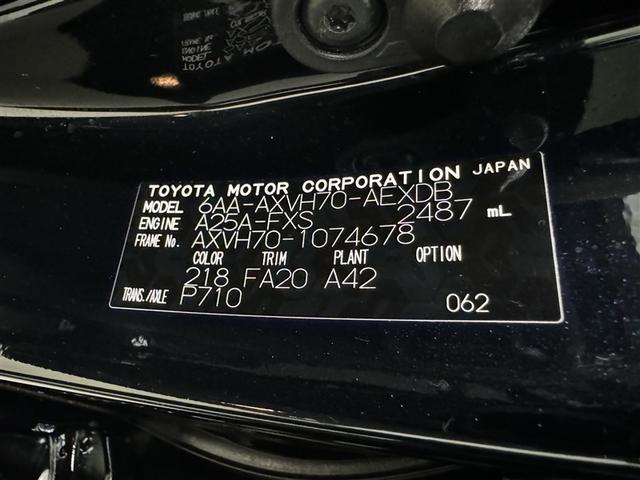 TOYOTA MOTOR CORPORATION JAPAN
MODEL 6AA-AXVH70-AEXDB
ENGINE A25A-FXS 2487 mL
FRAME No. AXVH70-1074678
COLOR TRIM PLANT OPTION
218 FA20 A42
TRANS./AXLE P710 062